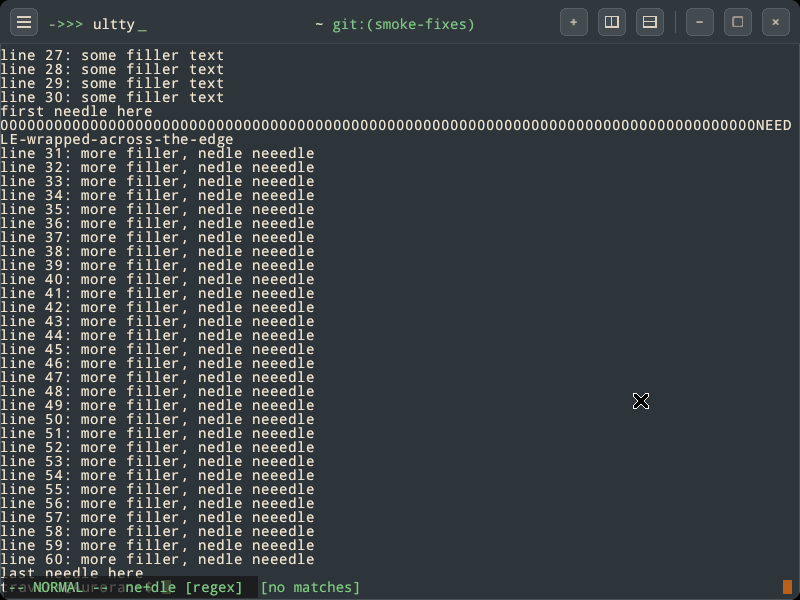 ->>> ultty_
~ git:(smoke-fixes)
line 27: some filler text
line 28: some filler text
line 29: some filler text
line 30: some filler text
first needle here
OOOOOOOOOOOOOOOOOOOOOOOOOOOOOOOOOOOOOOOOOOOOOOOOOOOOOOOOOOOOOOOOOOOOOOOOOOOOOOOOOOOONEED
LE-wrapped-across-the-edge
line 31: more filler, nedle neeedle
line 32: more filler, nedle neeedle
line 33: more filler, nedle neeedle
line 34: more filler, nedle neeedle
line 35: more filler, nedle neeedle
line 36: more filler, nedle neeedle
line 37: more filler, nedle neeedle
line 38: more filler, nedle neeedle
line 39: more filler, nedle neeedle
line 40: more filler, nedle neeedle
line 41: more filler, nedle neeedle
line 42: more filler, nedle neeedle
line 43: more filler, nedle neeedle
line 44: more filler, nedle neeedle
line 45: more filler, nedle neeedle
line 46: more filler, nedle neeedle
line 47: more filler, nedle neeedle
line 48: more filler, nedle neeedle
line 49: more filler, nedle neeedle
line 50: more filler, nedle neeedle
line 51: more filler, nedle neeedle
line 52: more filler, nedle neeedle
line 53: more filler, nedle neeedle
line 54: more filler, nedle neeedle
line 55: more filler, nedle neeedle
line 56: more filler, nedle neeedle
line 57: more filler, nedle neeedle
line 58: more filler, nedle neeedle
line 59: more filler, nedle neeedle
line 60: more filler, nedle neeedle
last needle here
-- NORMAL -- ne+dle [regex] [no matches]